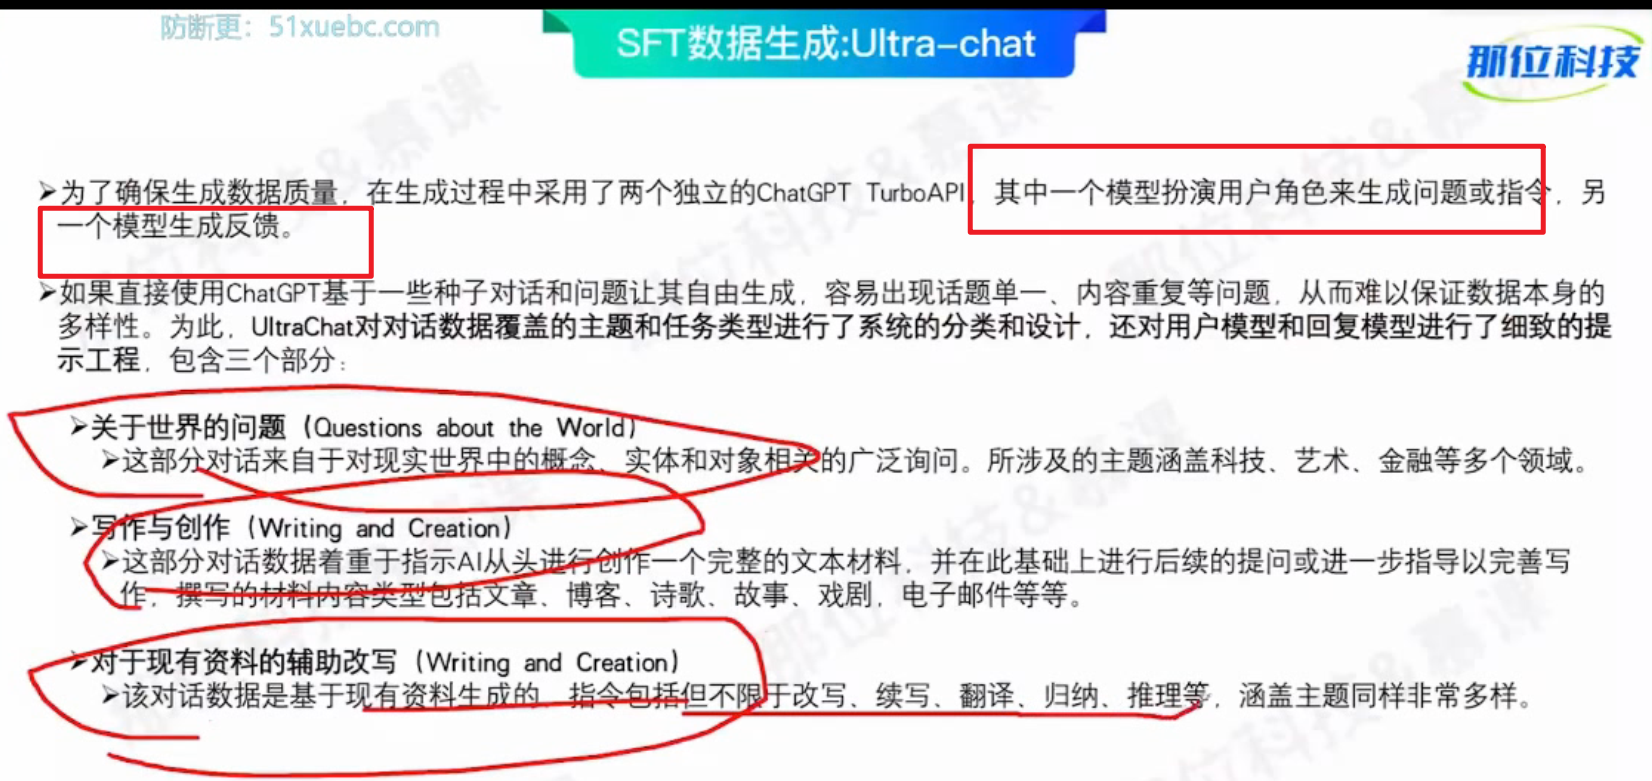 防断更：51xuebc.com
SFT数据生成:Ultra-chat
那位科技
➢为了确保生成数据质量，在生成过程中采用了两个独立的ChatGPT TurboAPI，其中一个模型扮演用户角色来生成问题或指令，另
一个模型生成反馈。
➢如果直接使用ChatGPT基于一些种子对话和问题让其自由生成，容易出现话题单一、内容重复等问题，从而难以保证数据本身的
多样性。为此，UltraChat对对话数据覆盖的主题和任务类型进行了系统的分类和设计，还对用户模型和回复模型进行了细致的提
示工程，包含三个部分：
➢关于世界的问题（Questions about the World）
➢这部分对话来自于对现实世界中的概念、实体和对象相关的广泛询问。所涉及的主题涵盖科技、艺术、金融等多个领域。
➢写作与创作（Writing and Creation）
➢这部分对话数据着重于指示AI从头进行创作一个完整的文本材料，并在此基础上进行后续的提问或进一步指导以完善写
作，撰写的材料内容类型包括文章、博客、诗歌、故事、戏剧，电子邮件等等。
➢对于现有资料的辅助改写（Writing and Creation）
➢该对话数据是基于现有资料生成的，指令包括但不限于改写、续写、翻译、归纳、推理等，涵盖主题同样非常多样。
那位科技&慕课